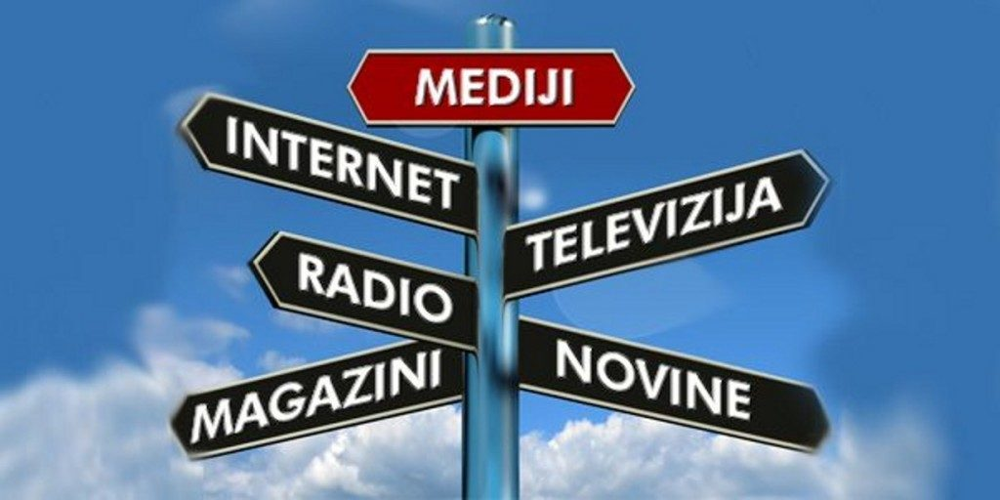 MEDIJI
INTERNET
TELEVIZIJA
RADIO
NOVINE
MAGAZINI